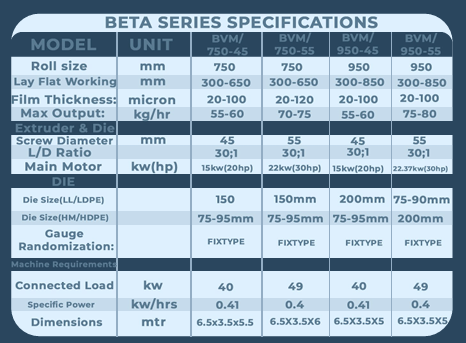 BETA SERIES SPECIFICATIONS
MODEL UNIT BVM/ 750-45 BVM/ 750-55 BVM/ 950-45 BVM/ 950-55
Roll size mm 750 750 950 950
Lay Flat Working mm 300-650 300-650 300-850 300-850
Film Thickness: micron 20-100 20-120 20-100 20-100
Max Output: kg/hr 55-60 70-75 55-60 75-80
Extruder & Die
Screw Diameter mm 45 55 45 55
L/D Ratio 30;1 30;1 30;1 30;1
Main Motor kw(hp) 15kw(20hp) 22kw(30hp) 15kw(20hp) 22.37kw(30hp)
DIE
Die Size(LL/LDPE) 150 150mm 200mm 75-90mm
Die Size(HM/HDPE) 75-95mm 75-95mm 75-95mm 200mm
Gauge Randomization: FIXTYPE FIXTYPE FIXTYPE FIXTYPE
Machine Requirements
Connected Load kw 40 49 40 49
Specific Power kw/hrs 0.41 0.4 0.41 0.4
Dimensions mtr 6.5x3.5x5.5 6.5X3.5X6 6.5X3.5X5 6.5X3.5X5